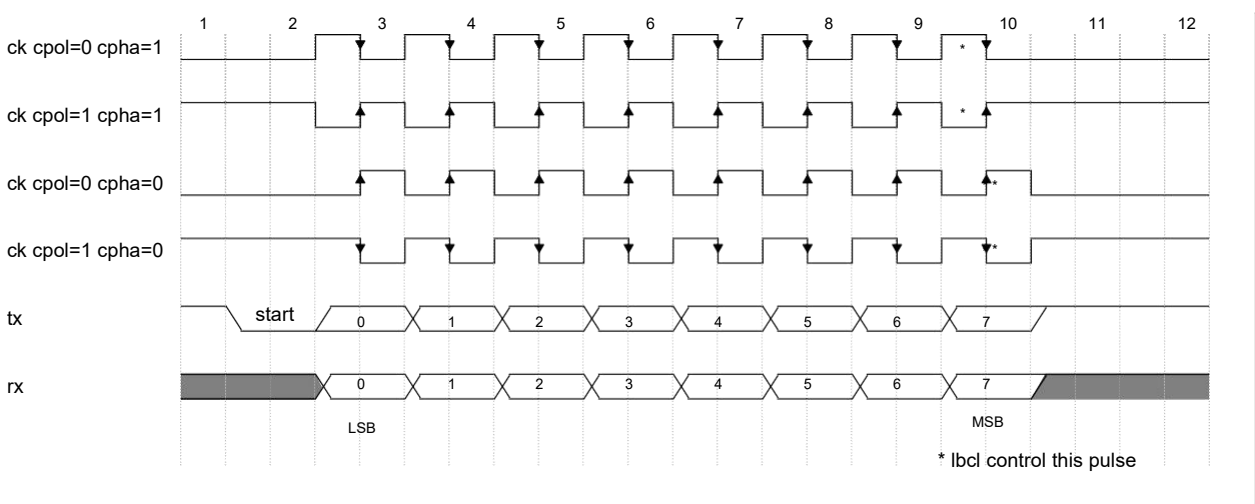 1 2 3 4 5 6 7 8 9 10 11 12
ck cpol=0 cpha=1 *
ck cpol=1 cpha=1 *
ck cpol=0 cpha=0 *
ck cpol=1 cpha=0 *
tx start 0 1 2 3 4 5 6 7
rx 0 1 2 3 4 5 6 7
LSB MSB
* lbcl control this pulse